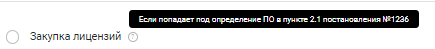 Если попадает под определение ПО в пункте 2.1 постановления №1236
Закупка лицензий